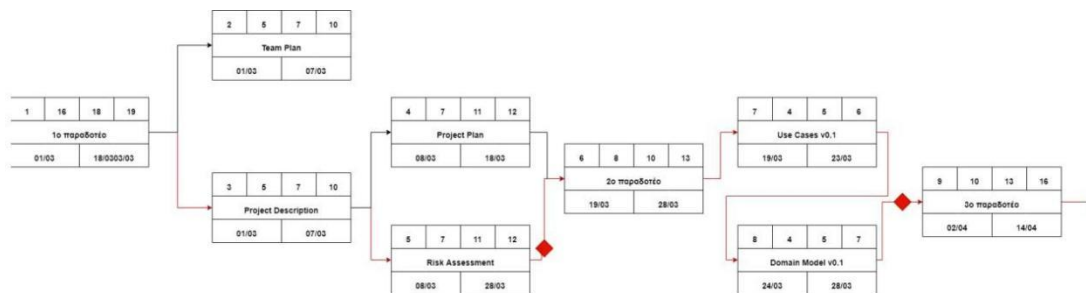 2 5 7 10
Team Plan
01/03 07/03
1 16 18 19
1ο παραδοτέο
01/03 18/0303/03
3 5 7 10
Project Description
01/03 07/03
4 7 11 12
Project Plan
08/03 18/03
5 7 11 12
Risk Assessment
08/03 28/03
6 8 10 13
2ο παραδοτέο
19/03 28/03
7 4 5 6
Use Cases v0.1
19/03 23/03
8 4 5 7
Domain Model v0.1
24/03 28/03
9 10 13 16
3ο παραδοτέο
02/04 14/04